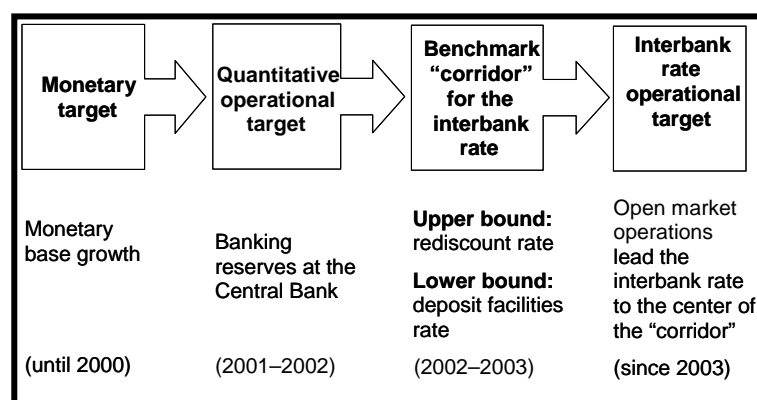 Monetary
target
Quantitative
operational
target
Benchmark
“corridor”
for the
interbank
rate
Interbank
rate
operational
target
Monetary
base growth
(until 2000)
Banking
reserves at the
Central Bank
(2001–2002)
Upper bound:
rediscount rate
Lower bound:
deposit facilities
rate
(2002–2003)
Open market
operations
lead the
interbank rate
to the center of
the “corridor”
(since 2003)